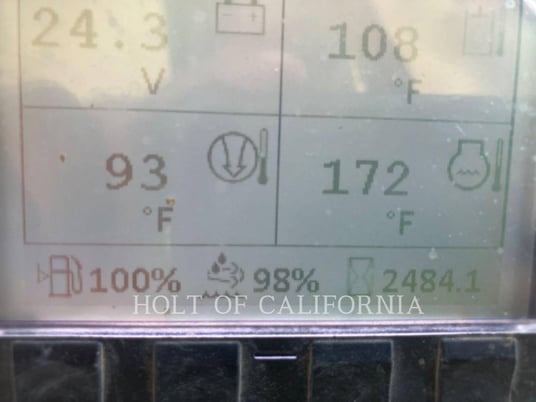 24.3 108
V °F
93 172
°F °F
100% 98% 2484.1
HOLT OF CALIFORNIA